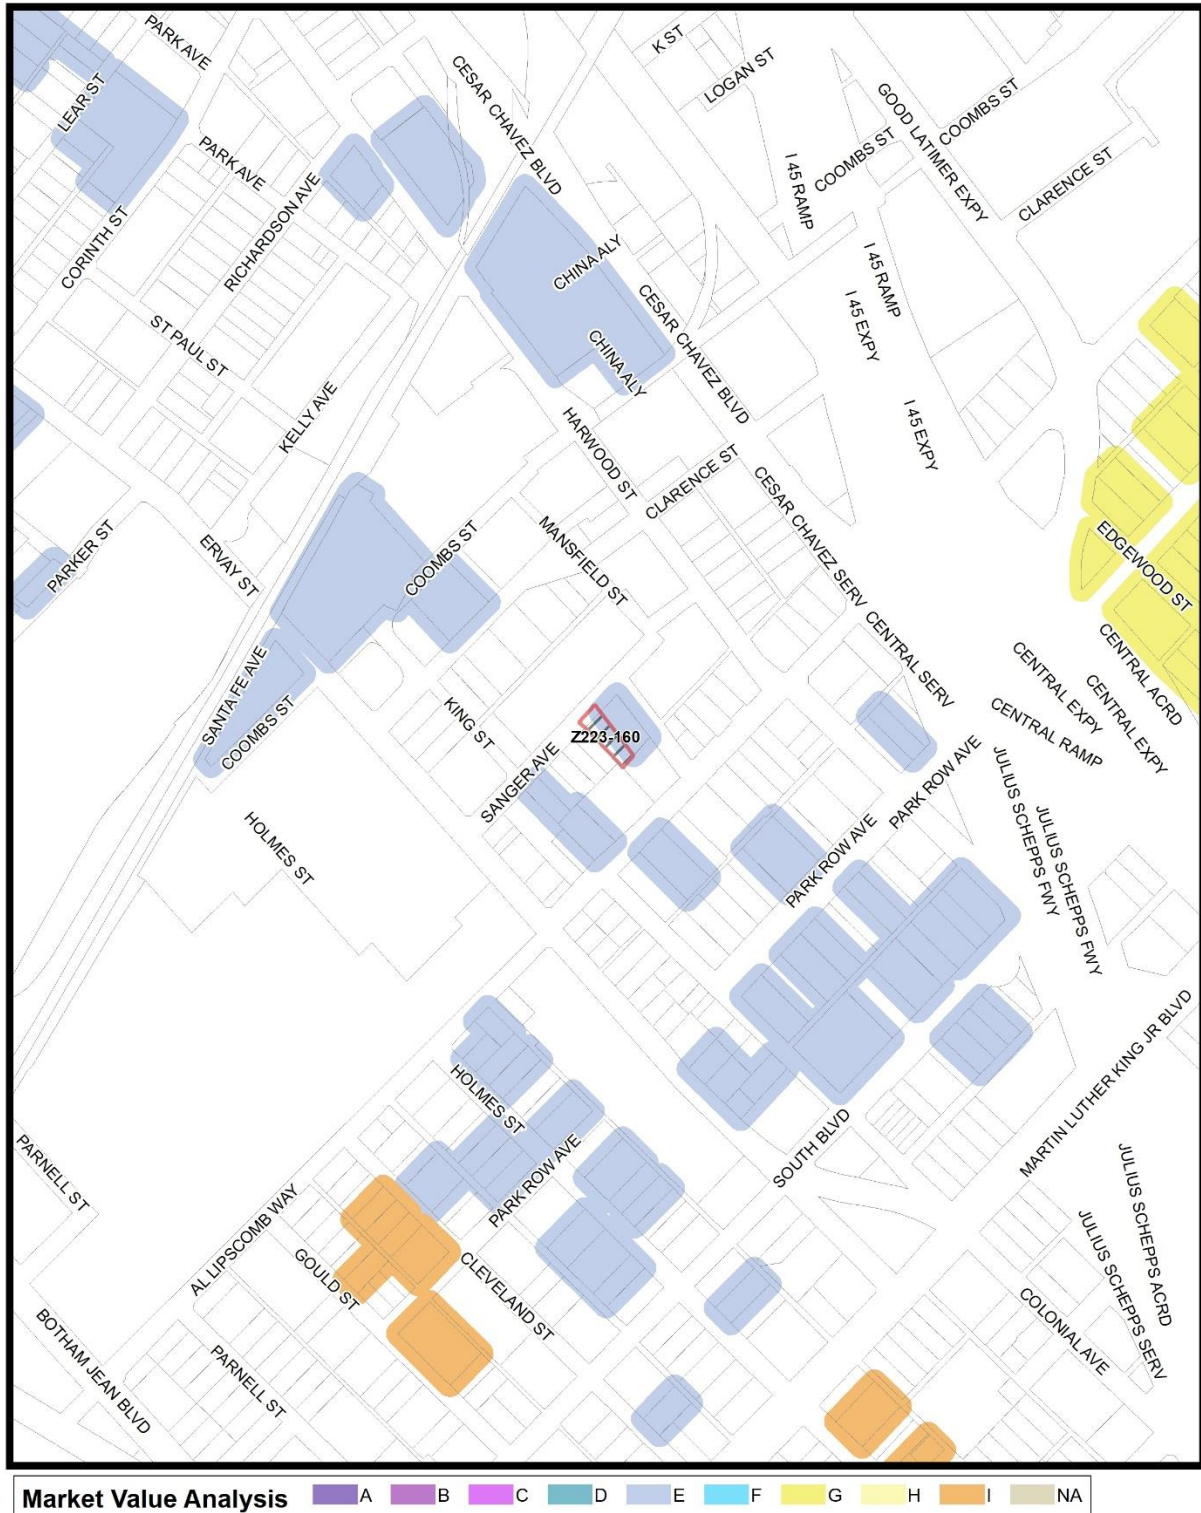 PARK AVE
K ST
LOGAN ST
CESAR CHAVEZ BLVD
LEAR ST
GOOD LATIMER EXPY
COOMBS ST
PARK AVE
COOMBS ST
I 45 RAMP
CLARENCE ST
RICHARDSON AVE
CORINTH ST
CHINA ALY
I 45 RAMP
CESAR CHAVEZ BLVD
I 45 EXPY
ST PAUL ST
CHINA ALY
KELLY AVE
I 45 EXPY
HARWOOD ST
CLARENCE ST
CESAR CHAVEZ SERV
MANSFIELD ST
COOMBS ST
PARKER ST
ERVAY ST
EDGEWOOD ST
CENTRAL SERV
CENTRAL ACRD
CENTRAL EXPY
CENTRAL EXPY
CENTRAL RAMP
SANTA FE AVE
COOMBS ST
KING ST
Z223-160
SANGER AVE
PARK ROW AVE
JULIUS SCHEPPS FWY
JULIUS SCHEPPS FWY
HOLMES ST
PARK ROW AVE
MARTIN LUTHER KING JR BLVD
HOLMES ST
SOUTH BLVD
PARNELL ST
PARK ROW AVE
JULIUS SCHEPPS ACRD
AL LIPSCOMB WAY
JULIUS SCHEPPS SERV
GOULD ST
CLEVELAND ST
COLONIAL AVE
BOTHAM JEAN BLVD
PARNELL ST
Market Value Analysis A B C D E F G H I NA